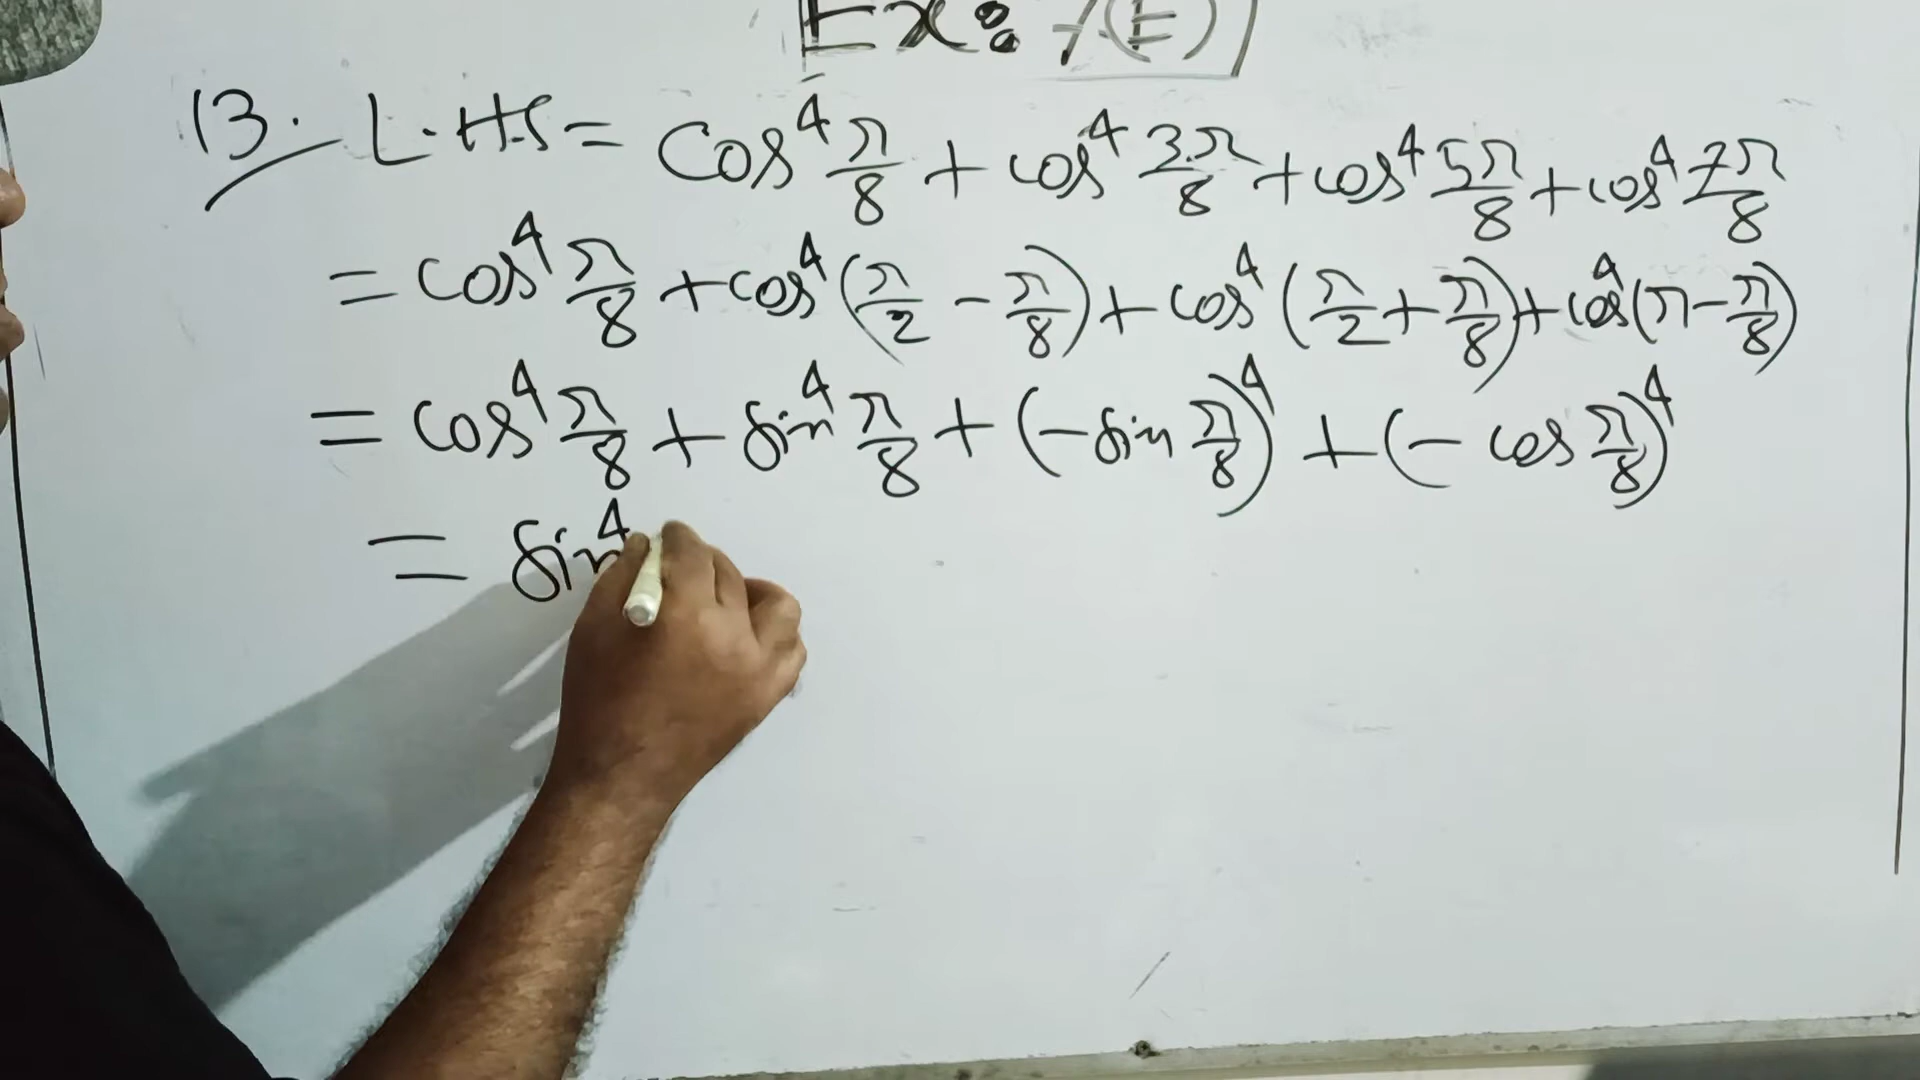 Ex: 7(E)
13. L.H.S = Cos⁴ π/8 + cos⁴ 3π/8 + cos⁴ 5π/8 + cos⁴ 7π/8
= cos⁴ π/8 + cos⁴ (π/2 - π/8) + cos⁴ (π/2 + π/8) + cos⁴ (π - π/8)
= cos⁴ π/8 + sin⁴ π/8 + (- sin π/8)⁴ + (- cos π/8)⁴
= sin⁴